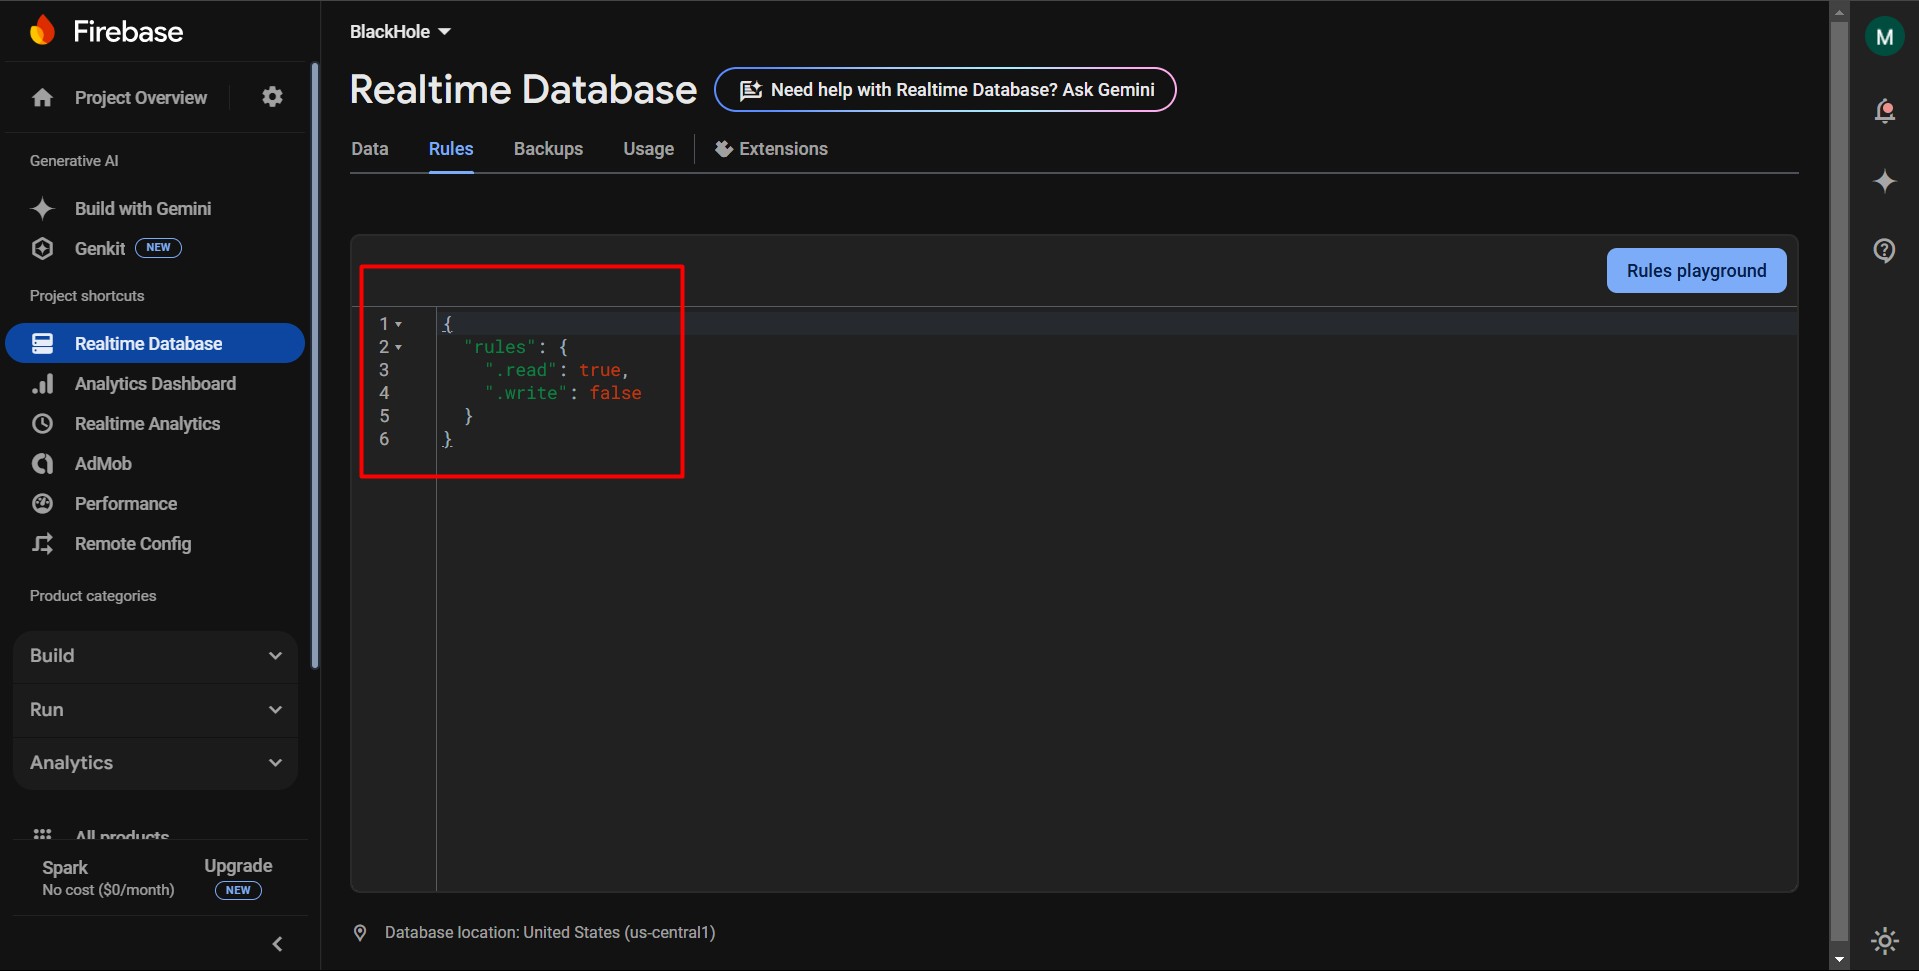 Firebase
Project Overview
Generative AI
Build with Gemini
Genkit NEW
Project shortcuts
Realtime Database
Analytics Dashboard
Realtime Analytics
AdMob
Performance
Remote Config
Product categories
Build
Run
Analytics
All products
Spark
No cost ($0/month)
Upgrade
NEW
BlackHole
Realtime Database
Need help with Realtime Database? Ask Gemini
Data Rules Backups Usage Extensions
Rules playground
1 {
2 "rules": {
3 ".read": true,
4 ".write": false
5 }
6 }
Database location: United States (us-central1)
M